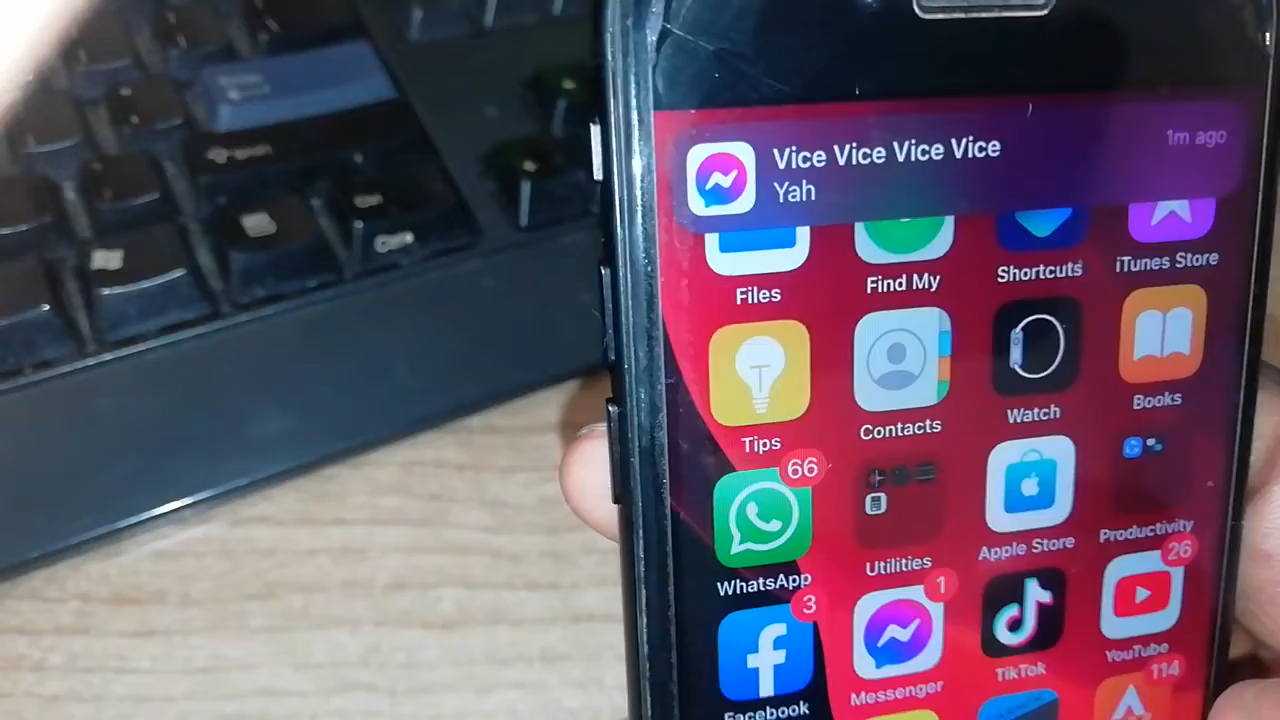 Vice Vice Vice Vice
1m ago
Yah
Files
Find My
Shortcuts
iTunes Store
Tips
Contacts
Watch
Books
66
WhatsApp
Utilities
Apple Store
Productivity
3
1
26
Facebook
Messenger
TikTok
YouTube
114